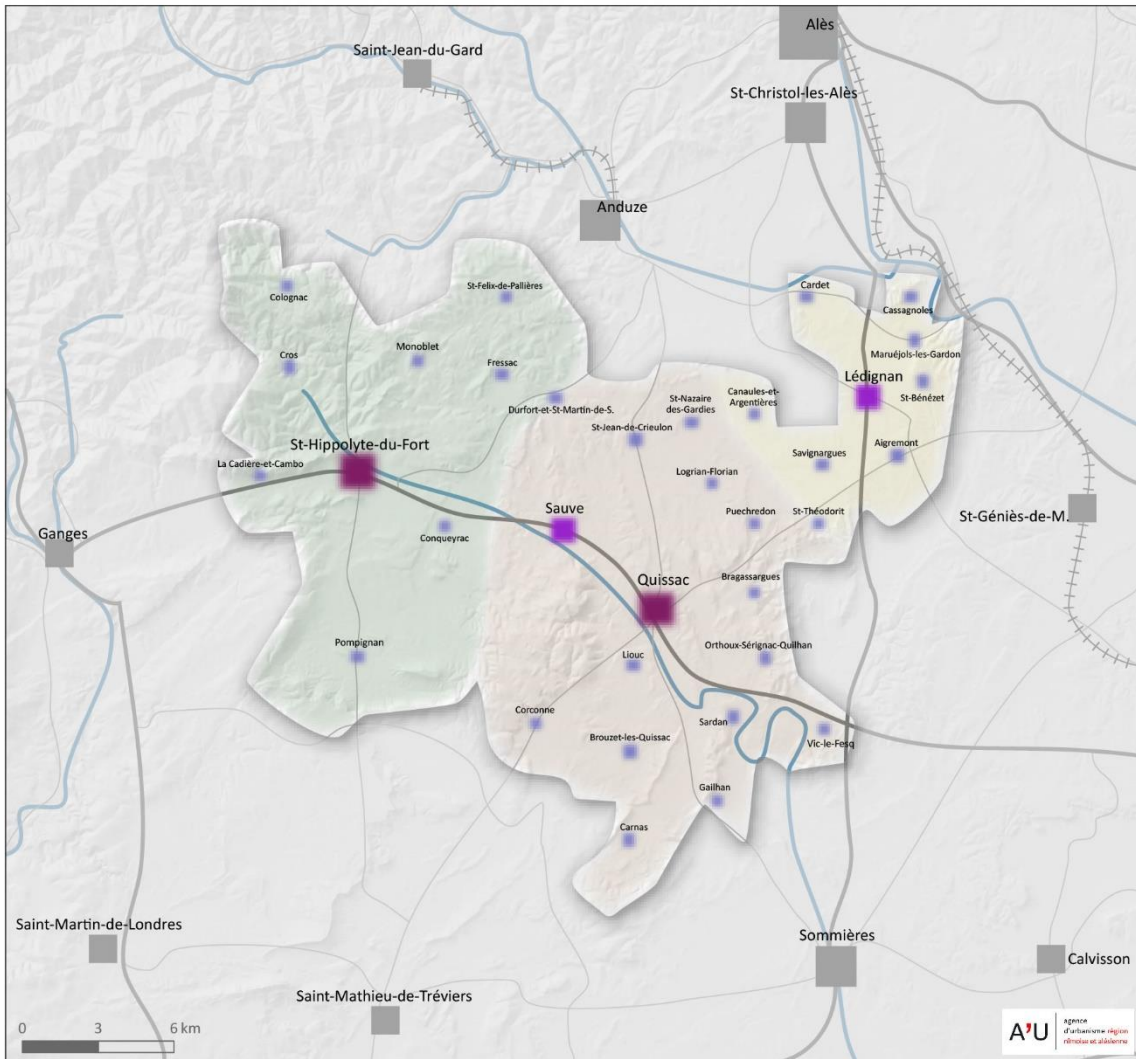 Alès
Saint-Jean-du-Gard
St-Christol-les-Alès
Anduze
Colognac
St-Felix-de-Pallières
Cardet
Cassagnoles
Monoblet
Cros
Fressac
Maruéjols-les-Gardon
Lédignan
St-Bénézet
Durfort-et-St-Martin-de-S.
St-Nazaire
des-Gardies
Canaules-et-
Argentières
St-Jean-de-Crieulon
St-Hippolyte-du-Fort
Aigremont
La Cadière-et-Cambo
Savignargues
Logrian-Florian
Sauve
Puechredon
St-Théodorit
St-Géniès-de-M.
Ganges
Conqueyrac
Quissac
Bragassargues
Pompignan
Liouc
Orthoux-Sérignac-Quilhan
Corconne
Sardan
Brouzet-les-Quissac
Vic-le-Fesq
Gailhan
Carnas
Saint-Martin-de-Londres
Sommières
Calvisson
Saint-Mathieu-de-Tréviers
0 3 6 km
A'U
agence
d'urbanisme région
nîmoise et alésienne